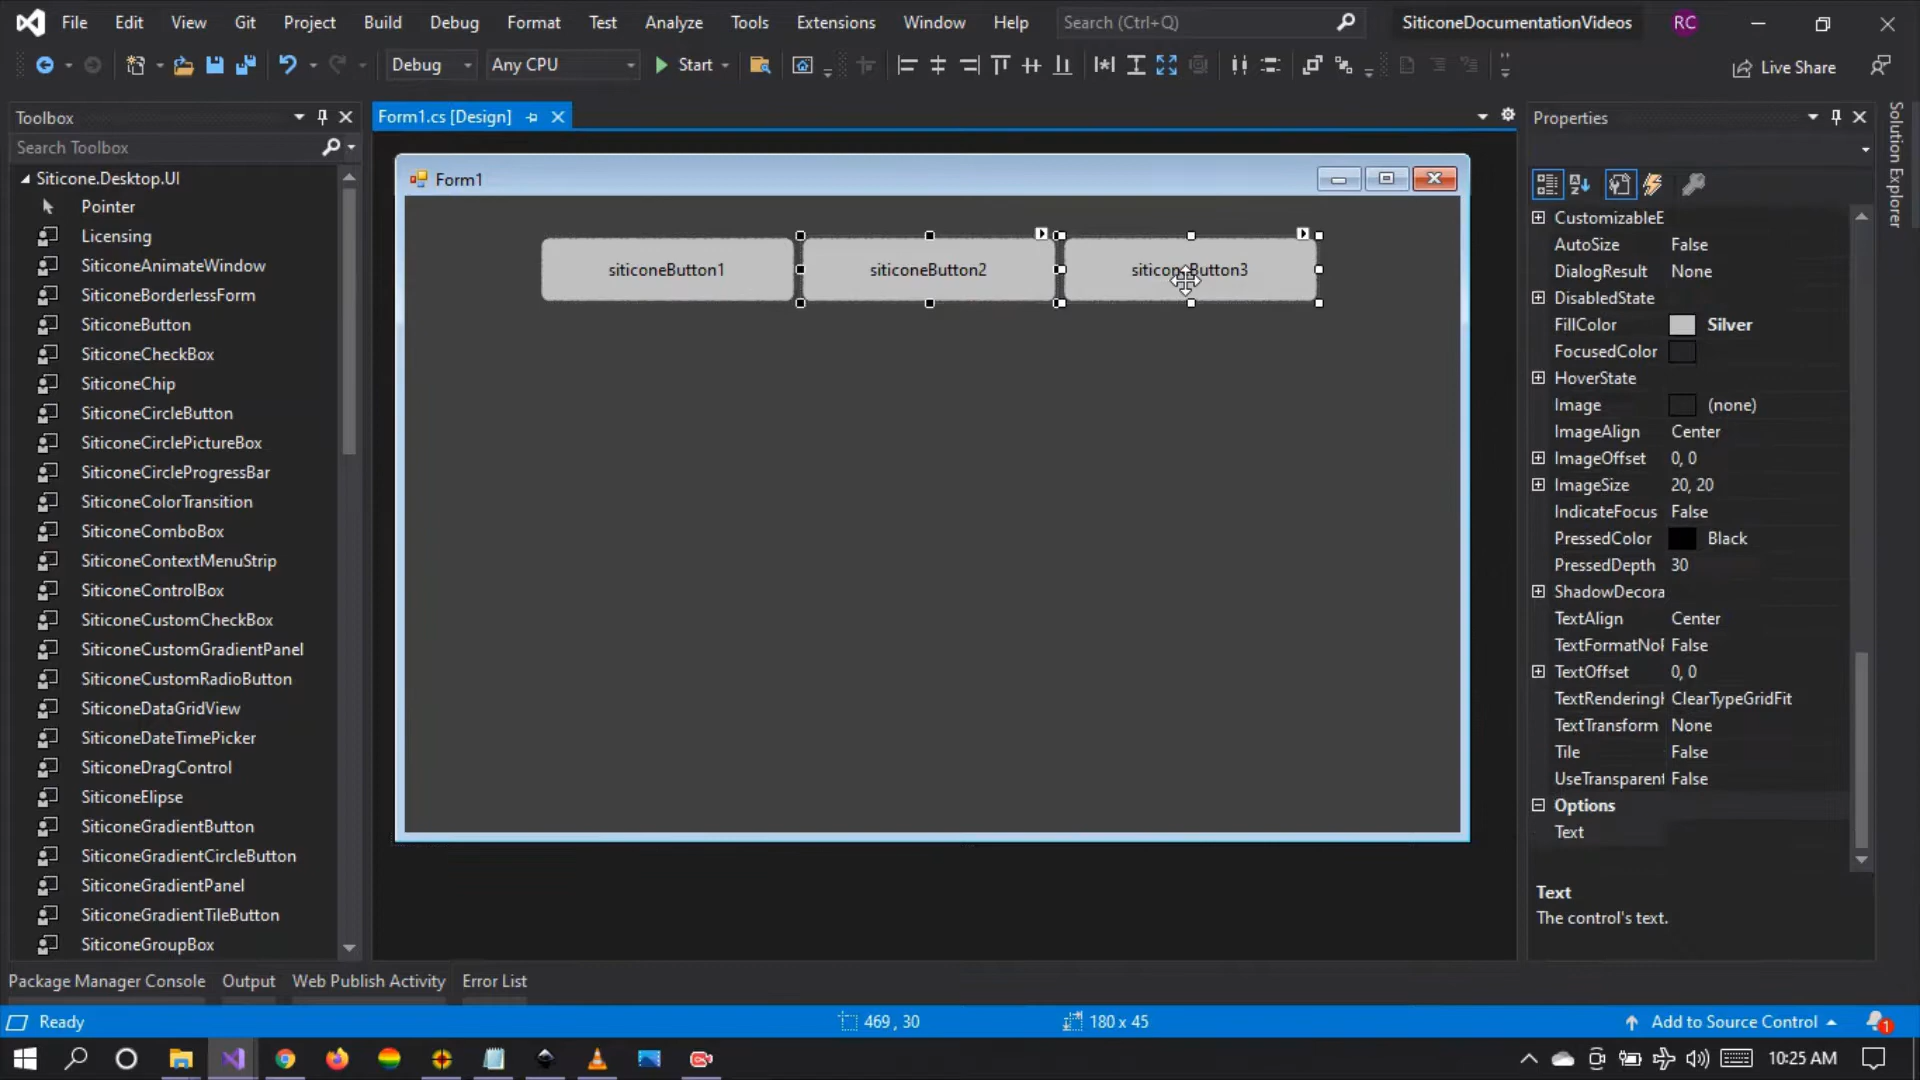 File Edit View Git Project Build Debug Format Test Analyze Tools Extensions Window Help Search (Ctrl+Q) SiticoneDocumentationVideos RC
Debug Any CPU Start Live Share
Toolbox
Search Toolbox
Siticone.Desktop.UI
Pointer
Licensing
SiticoneAnimateWindow
SiticoneBorderlessForm
SiticoneButton
SiticoneCheckBox
SiticoneChip
SiticoneCircleButton
SiticoneCirclePictureBox
SiticoneCircleProgressBar
SiticoneColorTransition
SiticoneComboBox
SiticoneContextMenuStrip
SiticoneControlBox
SiticoneCustomCheckBox
SiticoneCustomGradientPanel
SiticoneCustomRadioButton
SiticoneDataGridView
SiticoneDateTimePicker
SiticoneDragControl
SiticoneElipse
SiticoneGradientButton
SiticoneGradientCircleButton
SiticoneGradientPanel
SiticoneGradientTileButton
SiticoneGroupBox
Form1.cs [Design]
Form1
siticoneButton1 siticoneButton2 siticoneButton3
Properties
CustomizableE
AutoSize False
DialogResult None
DisabledState
FillColor Silver
FocusedColor
HoverState
Image (none)
ImageAlign Center
ImageOffset 0, 0
ImageSize 20, 20
IndicateFocus False
PressedColor Black
PressedDepth 30
ShadowDecora
TextAlign Center
TextFormatNoP False
TextOffset 0, 0
TextRenderingH ClearTypeGridFit
TextTransform None
Tile False
UseTransparent False
Options
Text
Text
The control's text.
Solution Explorer
Package Manager Console Output Web Publish Activity Error List
Ready 469 , 30 180 x 45 Add to Source Control 1
10:25 AM